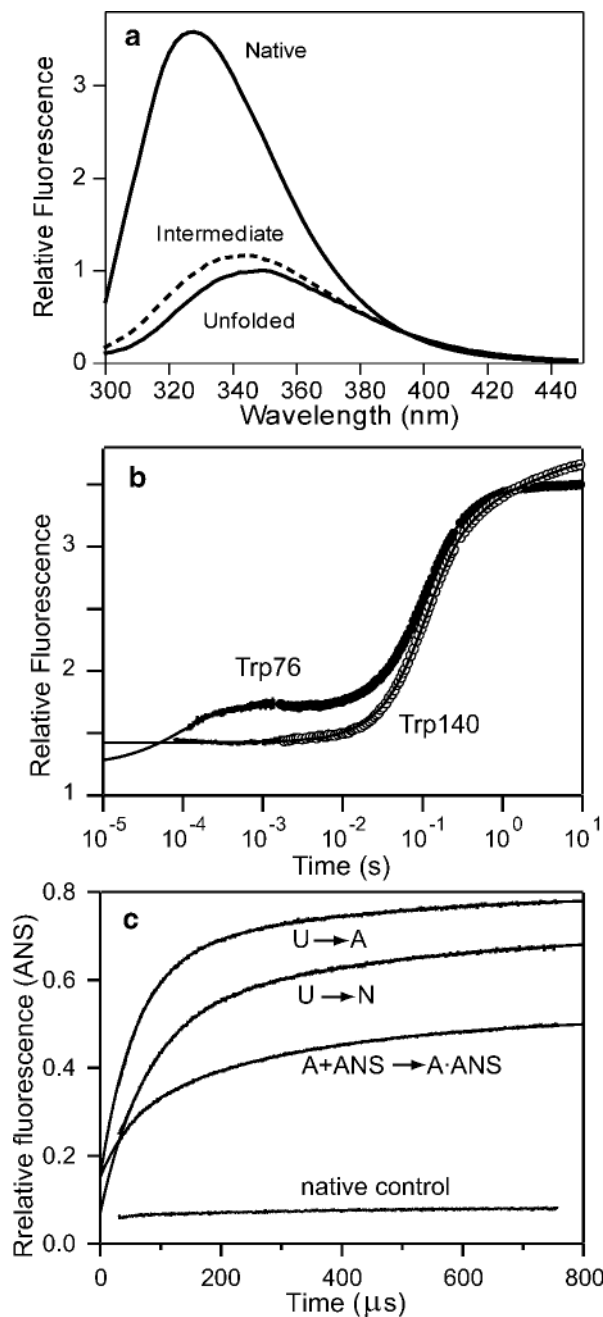 a
Native
Intermediate
Unfolded
Relative Fluorescence
3
2
1
0
300 320 340 360 380 400 420 440
Wavelength (nm)
b
Trp76
Trp140
Relative Fluorescence
3
2
1
10-5 10-4 10-3 10-2 10-1 100 101
Time (s)
c
U→A
U→N
A+ANS→A·ANS
native control
Rrelative fluorescence (ANS)
0.8
0.6
0.4
0.2
0.0
0 200 400 600 800
Time (μs)